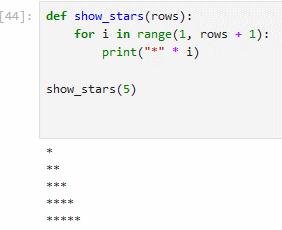 [44]:
def show_stars(rows):
    for i in range(1, rows + 1):
        print("*" * i)
show_stars(5)
*
**
***
****
*****